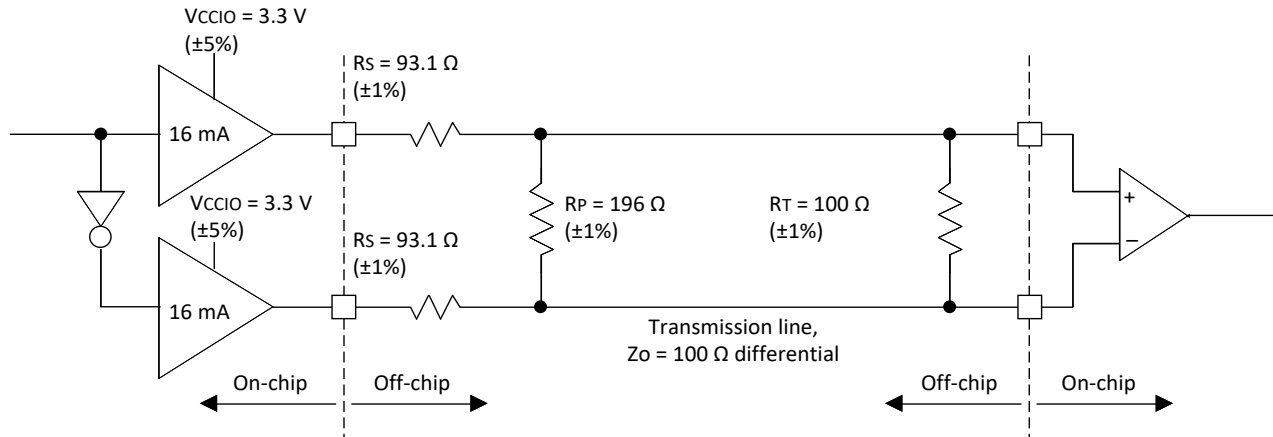 VCCIO = 3.3 V
(±5%)
RS = 93.1 Ω
(±1%)
16 mA
+
RP = 196 Ω
(±1%)
RT = 100 Ω
(±1%)
VCCIO = 3.3 V
(±5%)
RS = 93.1 Ω
(±1%)
−
16 mA
Transmission line,
Zo = 100 Ω differential
On-chip
Off-chip
Off-chip
On-chip